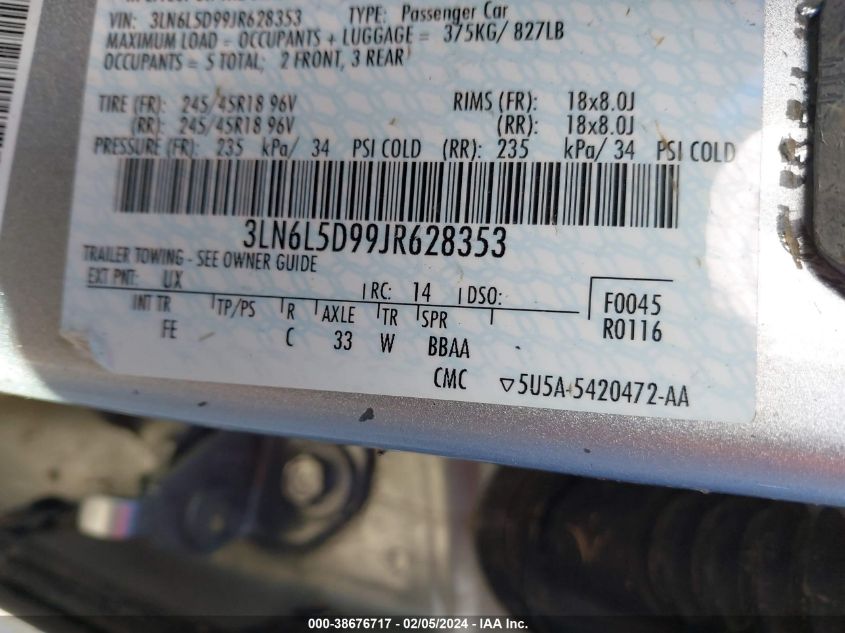 VIN: 3LN6L5D99JR628353 TYPE: Passenger Car
MAXIMUM LOAD = OCCUPANTS + LUGGAGE = 375KG/ 827LB
OCCUPANTS = 5 TOTAL; 2 FRONT, 3 REAR
TIRE (FR): 245/45R18 96V RIMS (FR): 18x8.0J
(RR): 245/45R18 96V (RR): 18x8.0J
PRESSURE (FR): 235 kPa/ 34 PSI COLD (RR): 235 kPa/ 34 PSI COLD
3LN6L5D99JR628353
TRAILER TOWING - SEE OWNER GUIDE
EXT PNT: UX RC: 14 DSO: F0045
INT TR TP/PS R AXLE TR SPR R0116
FE C 33 W BBAA
CMC ▽5U5A-5420472-AA
000-38676717 - 02/05/2024 - IAA Inc.